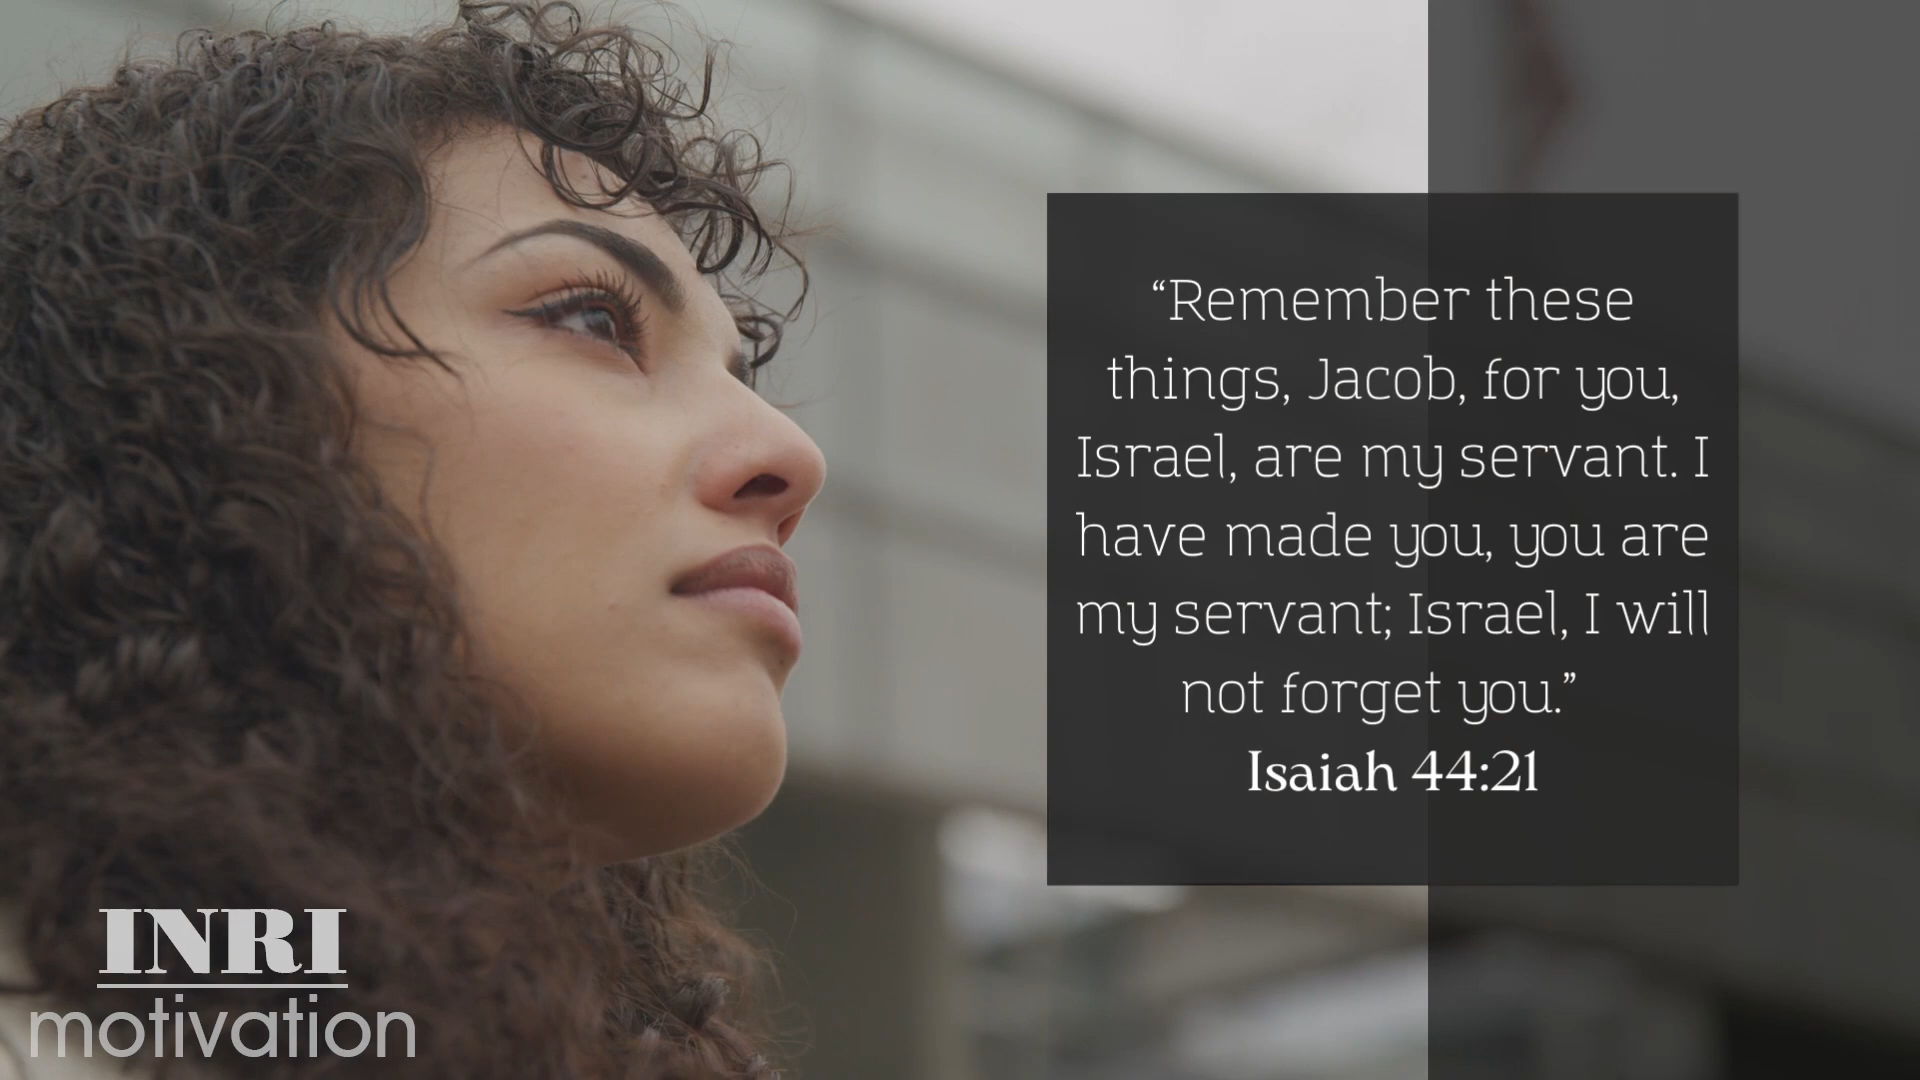 “Remember these
things, Jacob, for you,
Israel, are my servant. I
have made you, you are
my servant; Israel, I will
not forget you.”
Isaiah 44:21
INRI
motivation